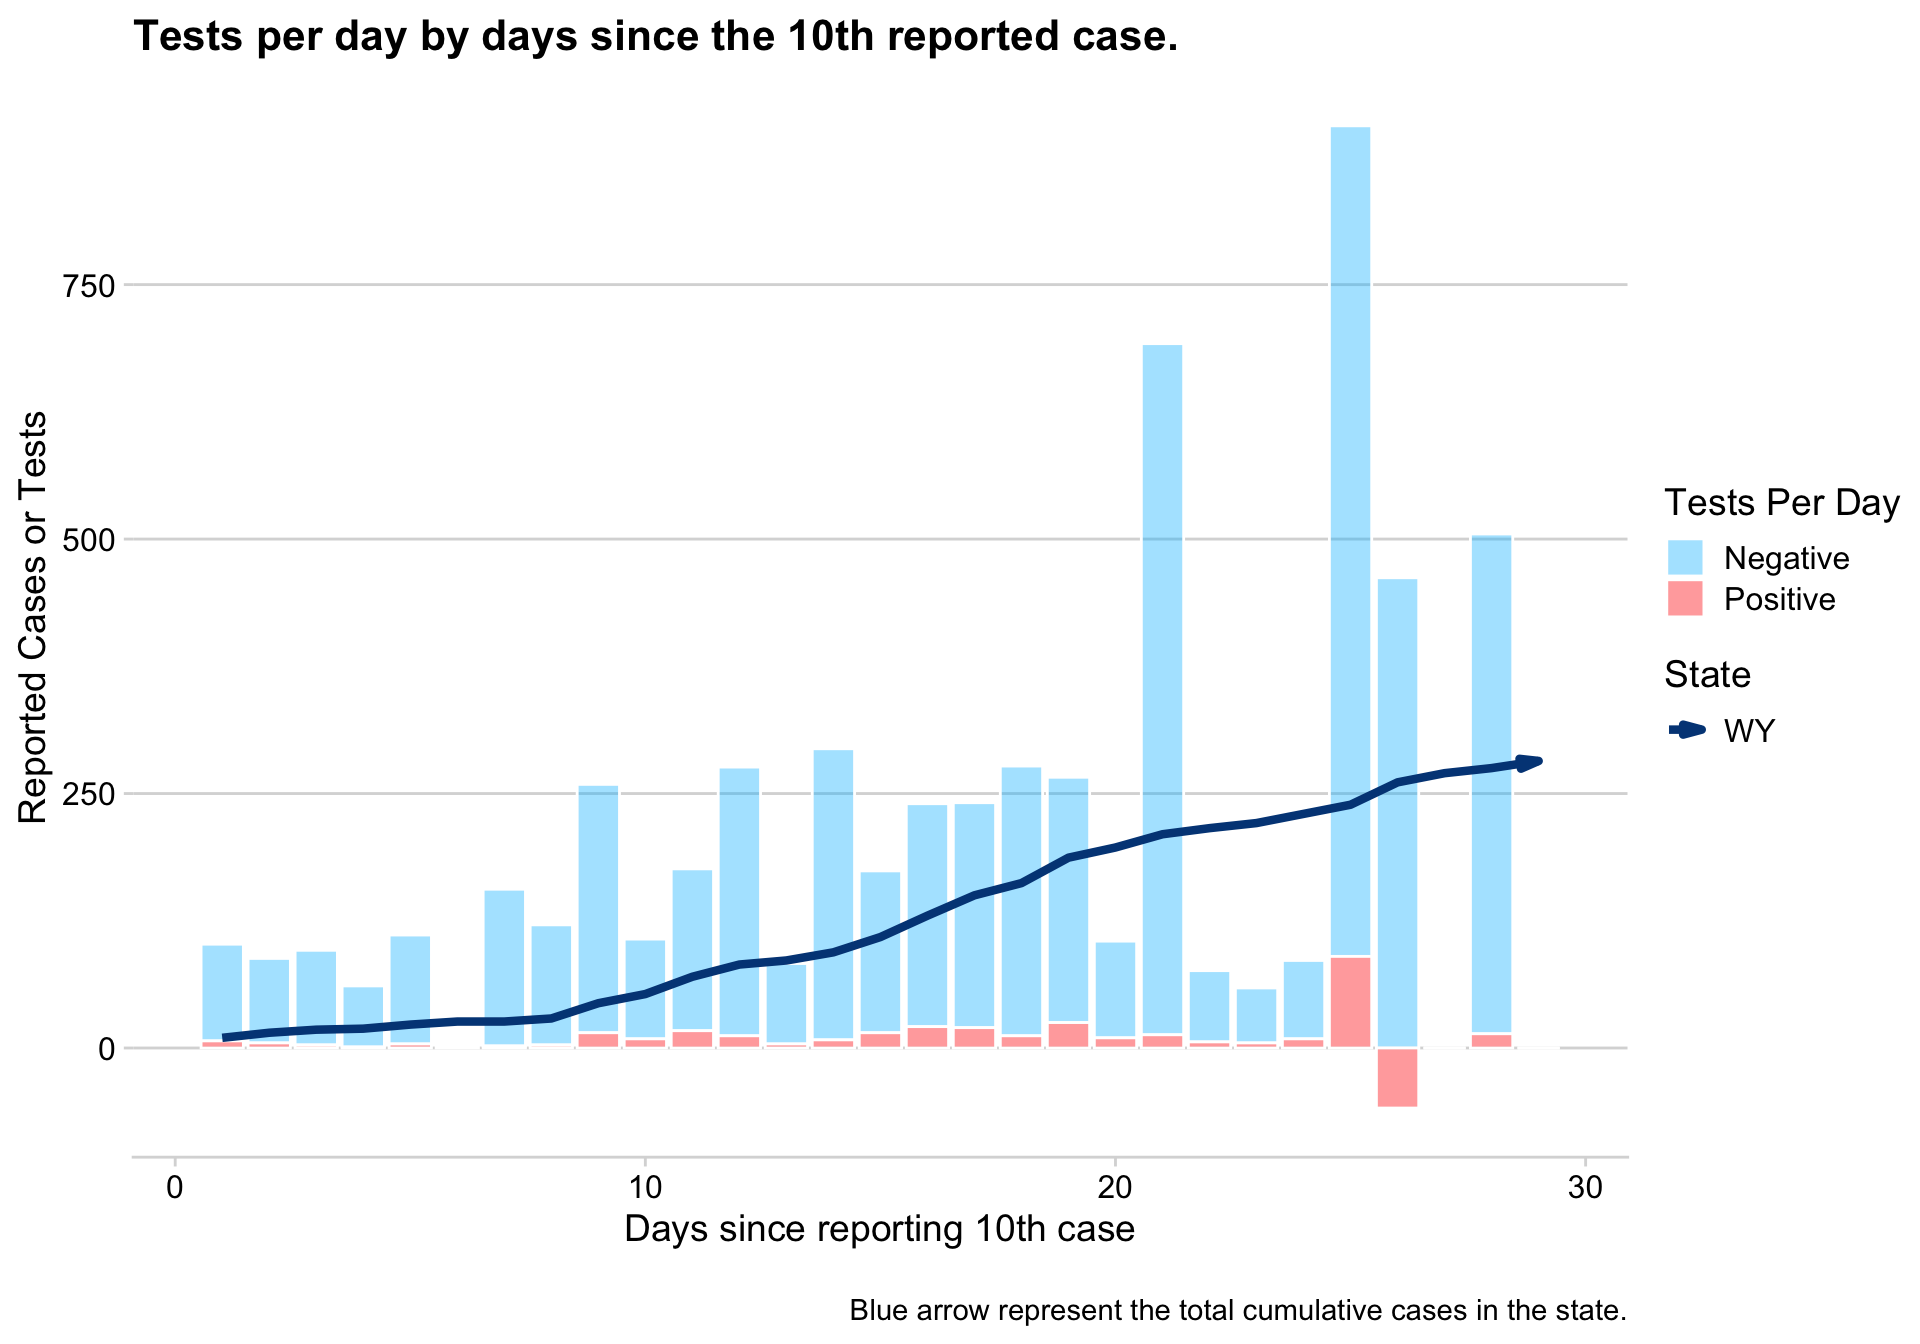 Tests per day by days since the 10th reported case.
Reported Cases or Tests
750
500
250
0
0
10
20
30
Days since reporting 10th case
Tests Per Day
Negative
Positive
State
WY
Blue arrow represent the total cumulative cases in the state.